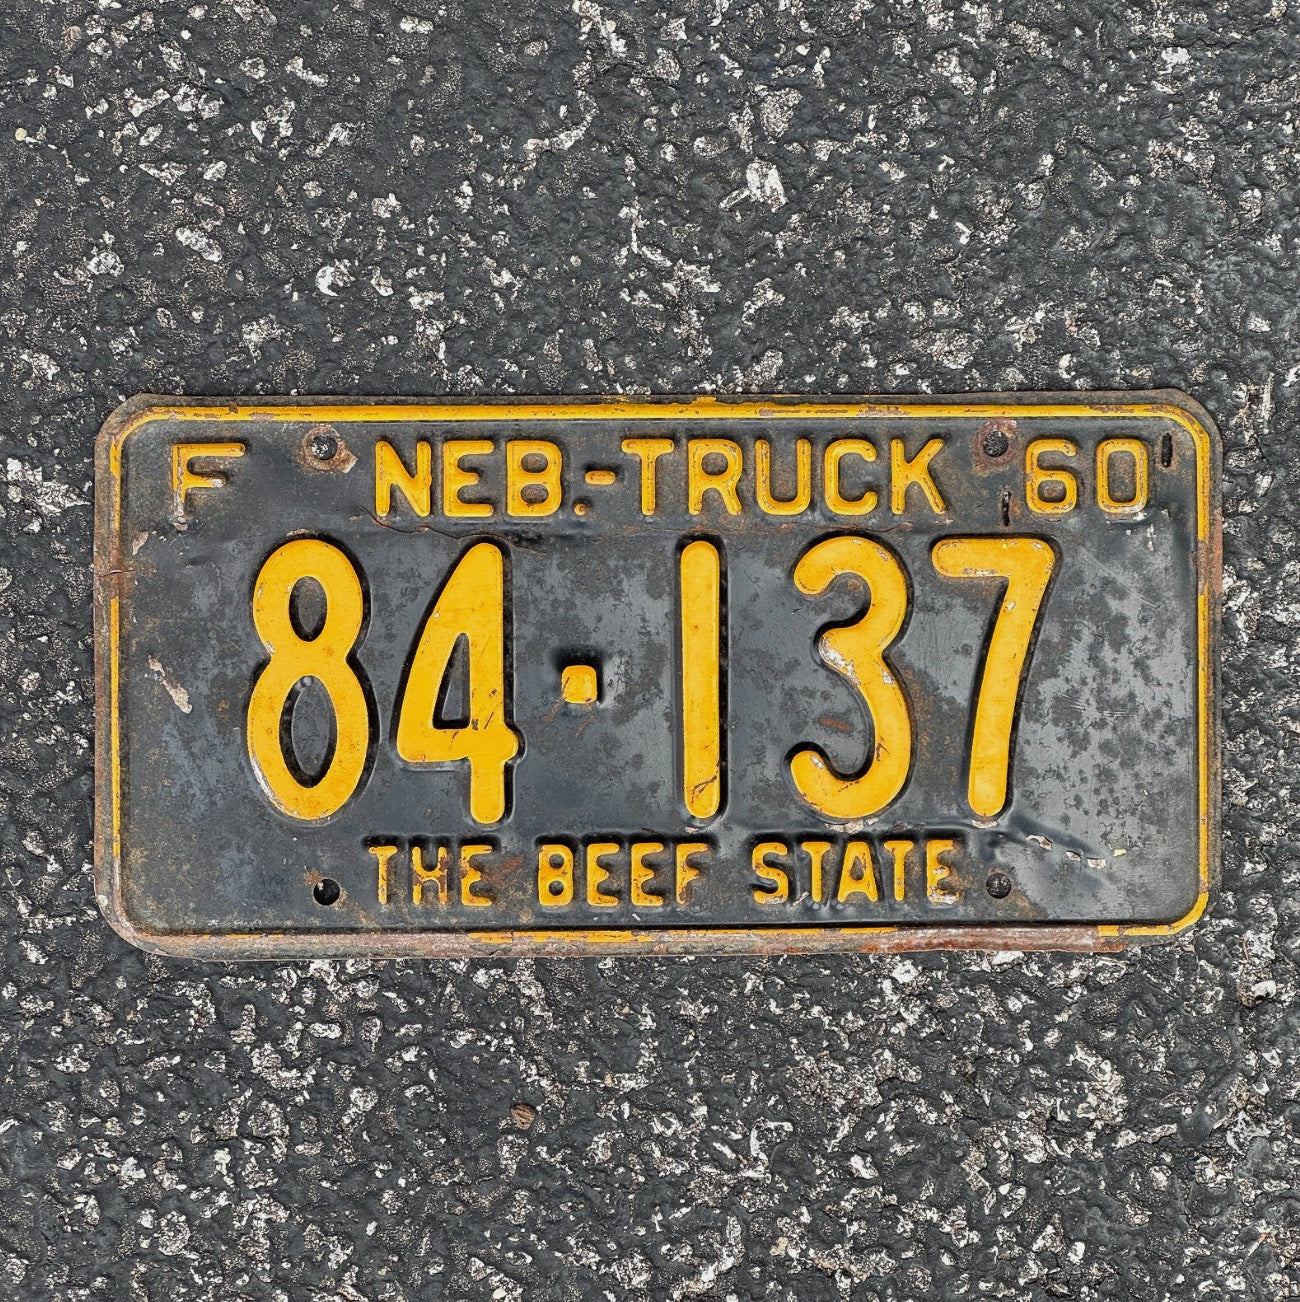 F NEB.-TRUCK 60
84·137
THE BEEF STATE